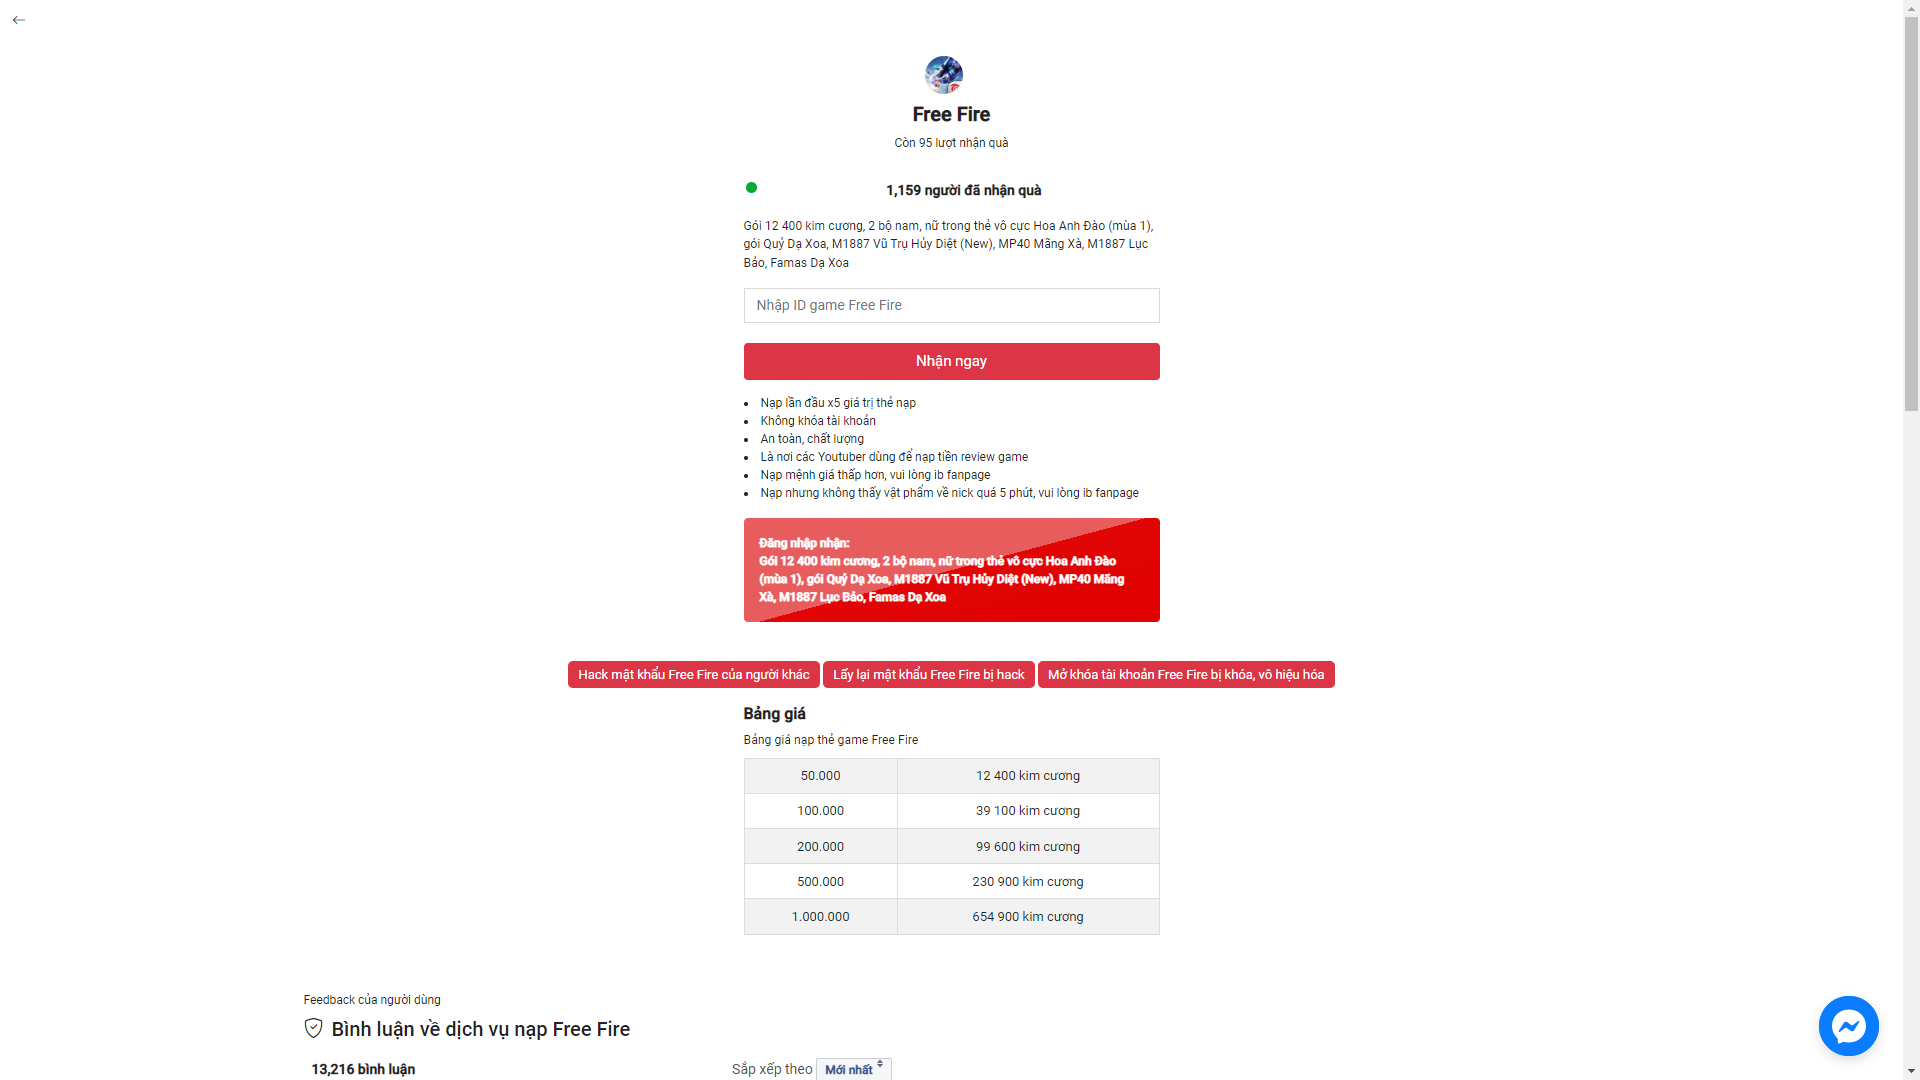 Free Fire
Còn 95 lượt nhận quà
1,159 người đã nhận quà
Gói 12 400 kim cương, 2 bộ nam, nữ trong thẻ vô cực Hoa Anh Đào (mùa 1),
gói Quỷ Dạ Xoa, M1887 Vũ Trụ Hủy Diệt (New), MP40 Mãng Xà, M1887 Lục
Bảo, Famas Dạ Xoa
Nhập ID game Free Fire
Nhận ngay
Nạp lần đầu x5 giá trị thẻ nạp
Không khóa tài khoản
An toàn, chất lượng
Là nơi các Youtuber dùng để nạp tiền review game
Nạp mệnh giá thấp hơn, vui lòng ib fanpage
Nạp nhưng không thấy vật phẩm về nick quá 5 phút, vui lòng ib fanpage
Đăng nhập nhận:
Gói 12 400 kim cương, 2 bộ nam, nữ trong thẻ vô cực Hoa Anh Đào
(mùa 1), gói Quỷ Dạ Xoa, M1887 Vũ Trụ Hủy Diệt (New), MP40 Mãng
Xà, M1887 Lục Bảo, Famas Dạ Xoa
Hack mật khẩu Free Fire của người khác Lấy lại mật khẩu Free Fire bị hack Mở khóa tài khoản Free Fire bị khóa, vô hiệu hóa
Bảng giá
Bảng giá nạp thẻ game Free Fire
50.000 12 400 kim cương
100.000 39 100 kim cương
200.000 99 600 kim cương
500.000 230 900 kim cương
1.000.000 654 900 kim cương
Feedback của người dùng
Bình luận về dịch vụ nạp Free Fire
13,216 bình luận Sắp xếp theo Mới nhất